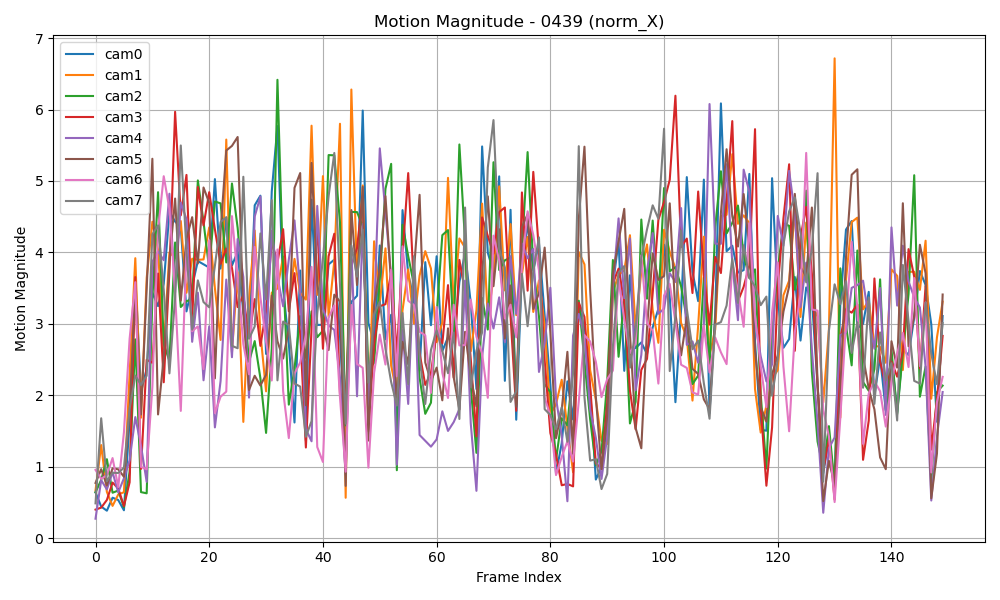 Motion Magnitude - 0439 (norm_X)
7
6
5
4
3
2
1
0
Motion Magnitude
cam0
cam1
cam2
cam3
cam4
cam5
cam6
cam7
0 20 40 60 80 100 120 140
Frame Index